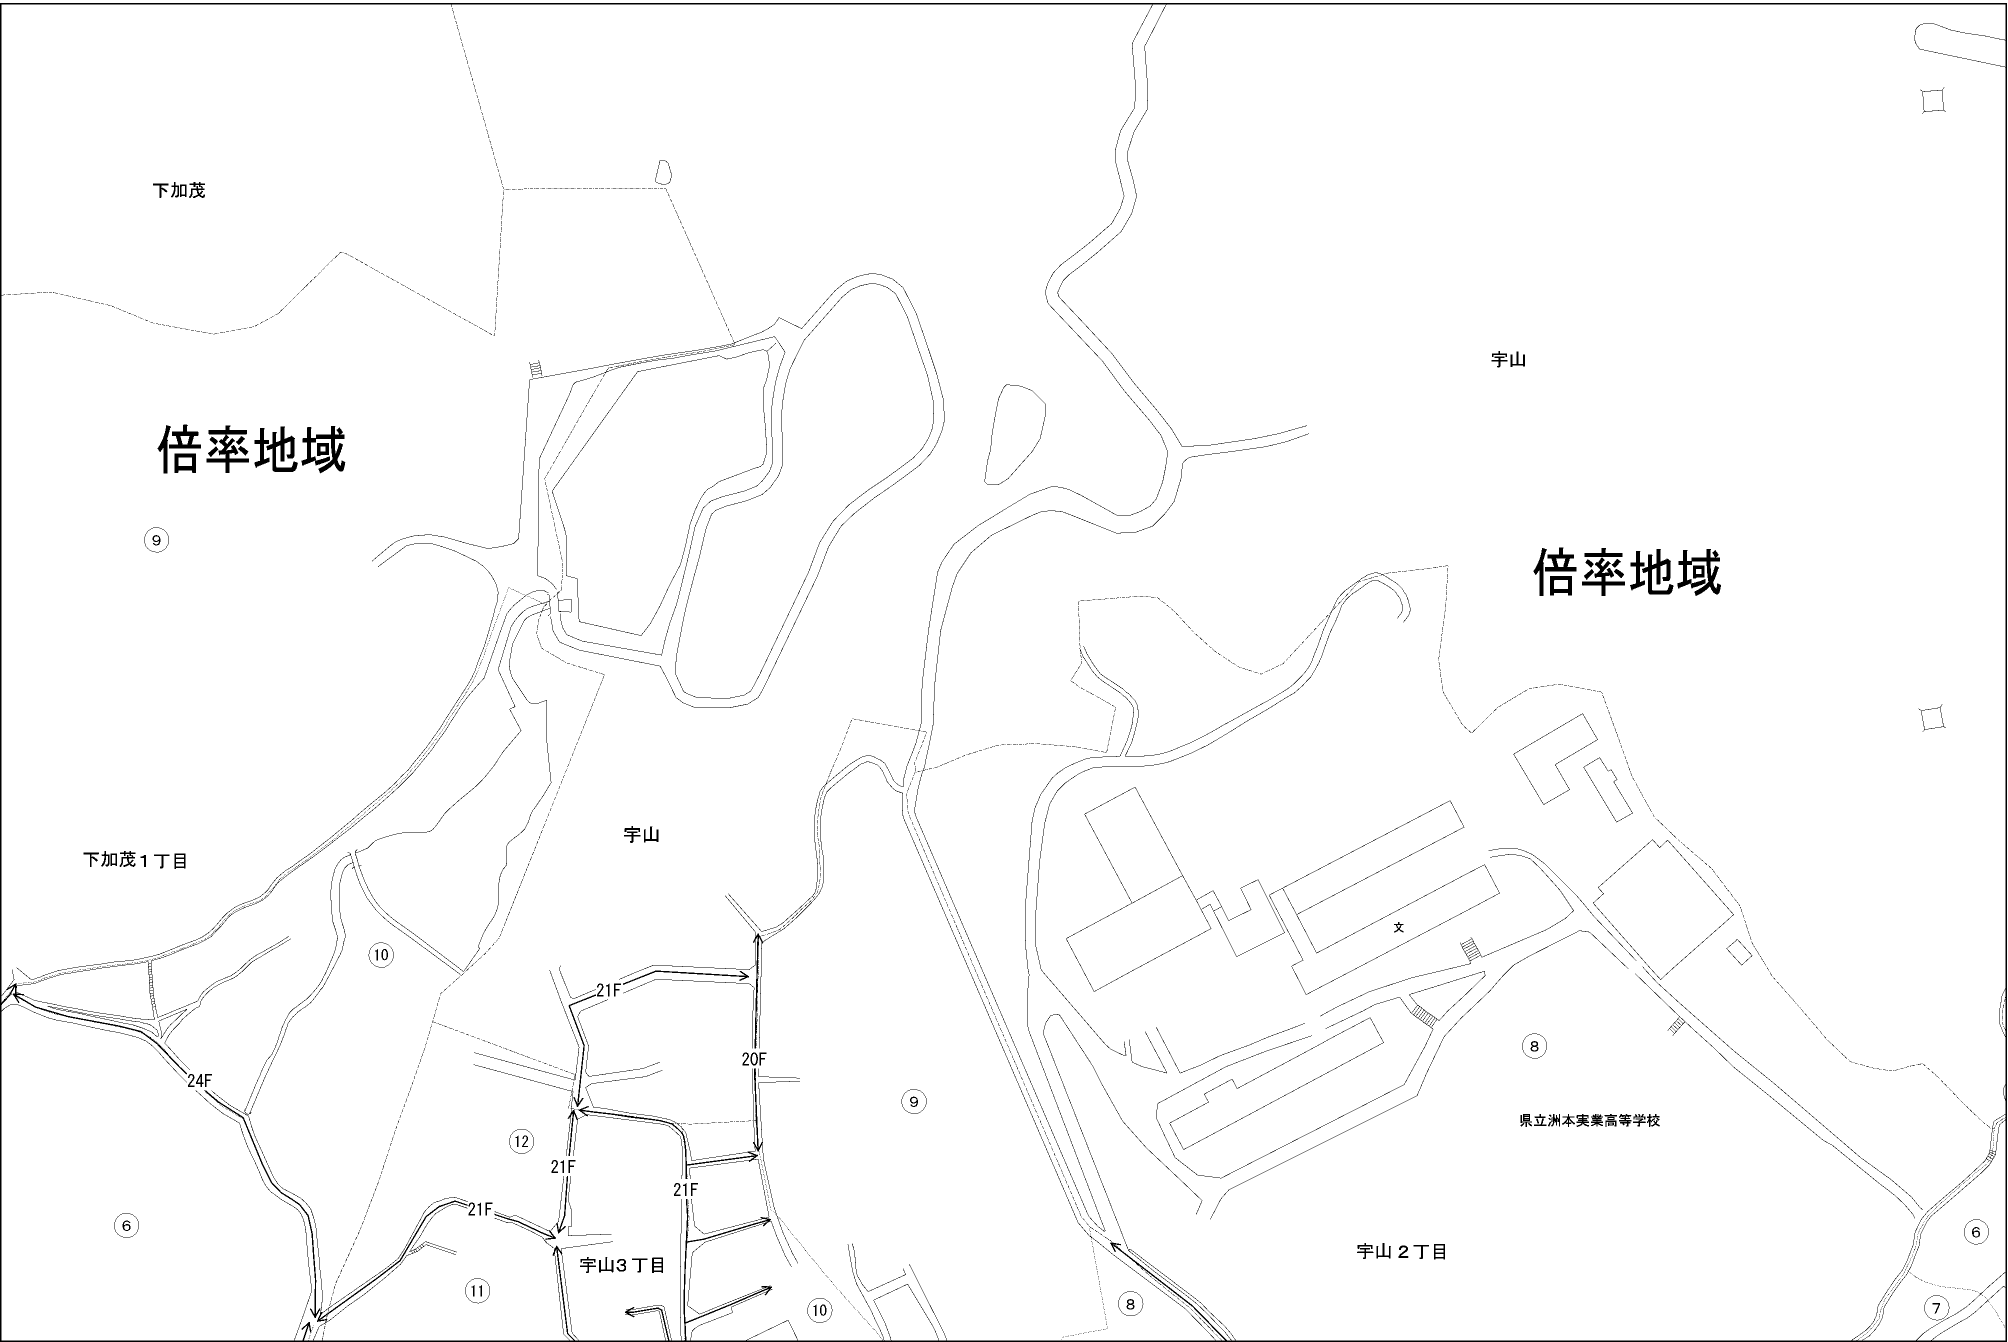 下加茂
宇山
倍率地域
⑨
倍率地域
宇山
下加茂1丁目
文
⑩
21F
⑧
20F
24F
⑨
県立洲本実業高等学校
⑫
21F
21F
21F
⑥
⑥
宇山2丁目
宇山3丁目
⑪
⑩
⑧
⑦